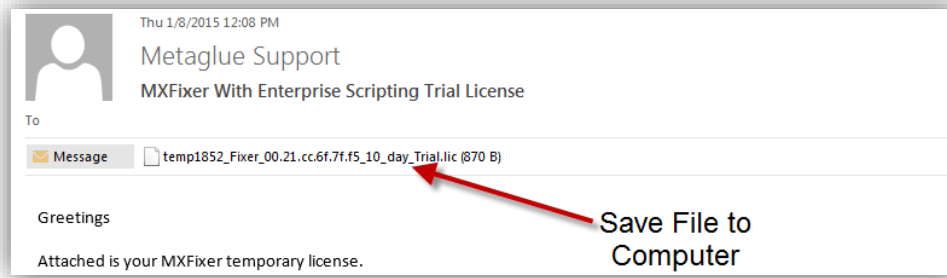 Thu 1/8/2015 12:08 PM
Metaglue Support
MXFixer With Enterprise Scripting Trial License
To
Message temp1852_Fixer_00.21.cc.6f.7f.f5_10_day_Trial.lic (870 B)
Greetings
Save File to
Computer
Attached is your MXFixer temporary license.